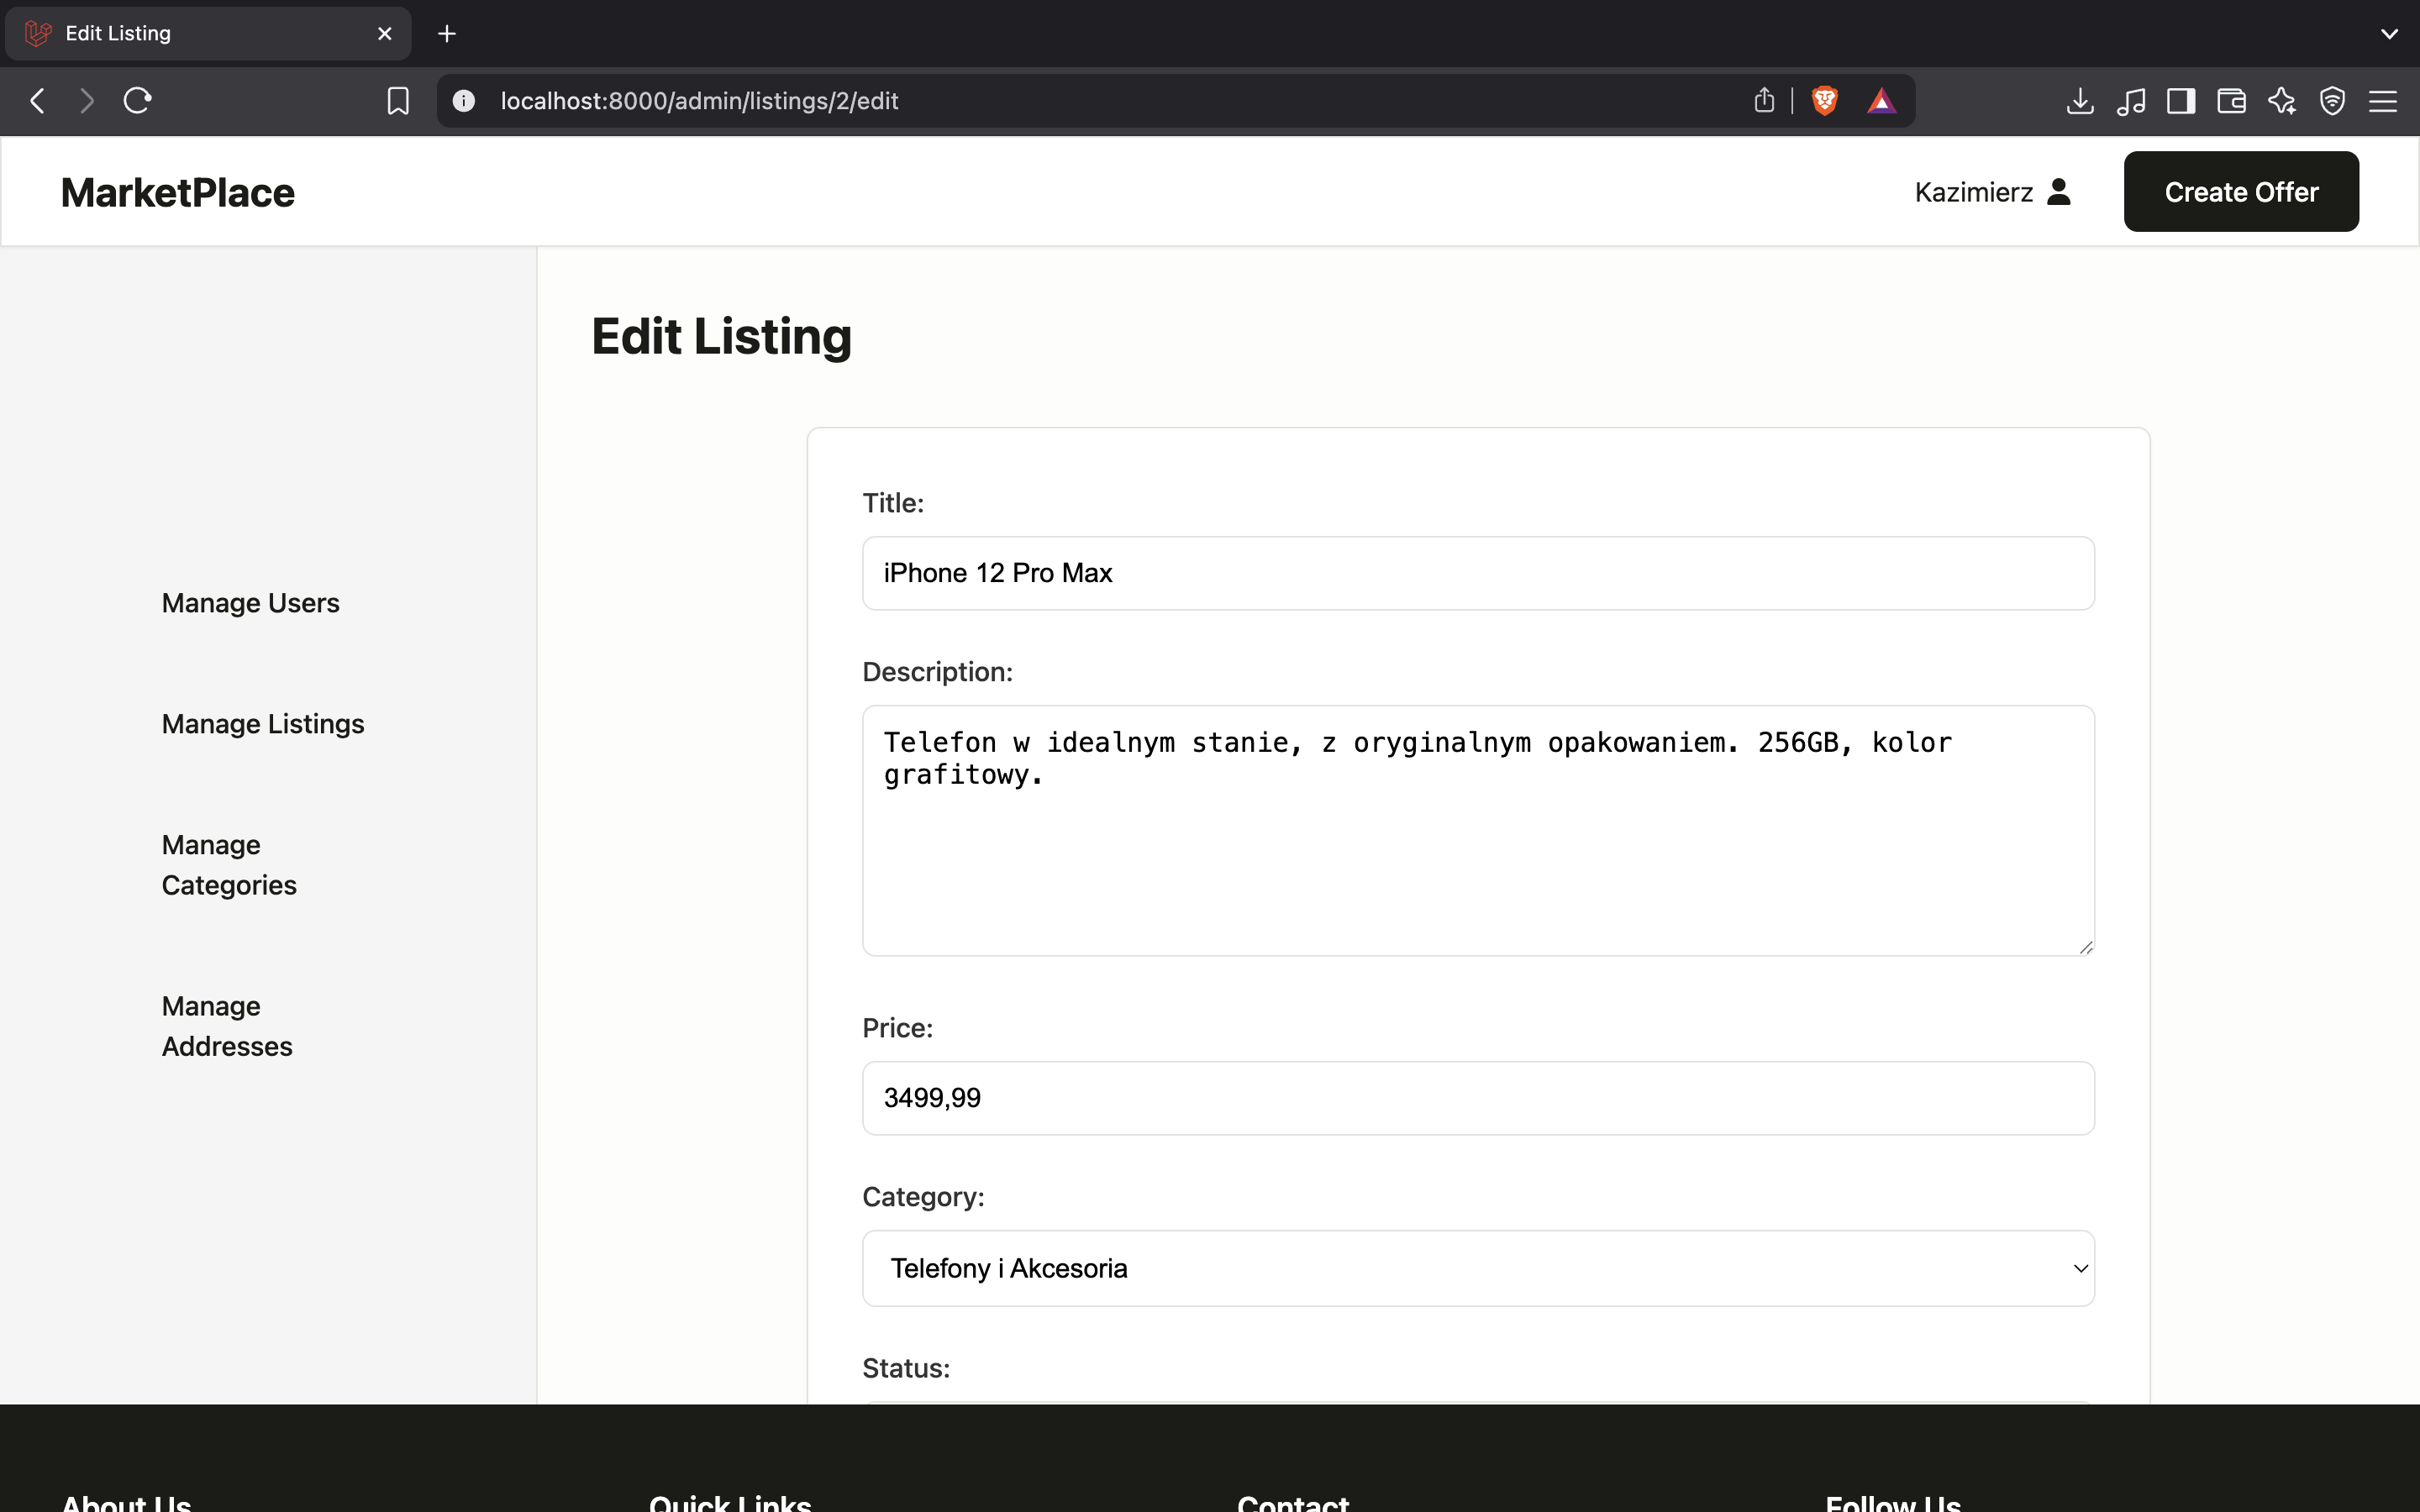 Edit Listing
localhost:8000/admin/listings/2/edit
MarketPlace
Kazimierz
Create Offer
Manage Users
Manage Listings
Manage
Categories
Manage
Addresses
Edit Listing
Title:
iPhone 12 Pro Max
Description:
Telefon w idealnym stanie, z oryginalnym opakowaniem. 256GB, kolor
grafitowy.
Price:
3499,99
Category:
Telefony i Akcesoria
Status:
About Us
Quick Links
Contact
Follow Us